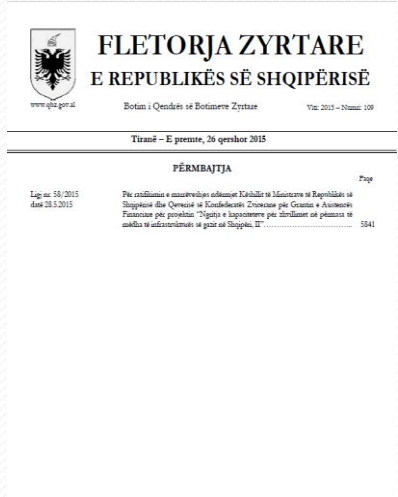 FLETORJA ZYRTARE
E REPUBLIKËS SË SHQIPËRISË
www.qbz.gov.al
Botim i Qendrës së Botimeve Zyrtare
Viti: 2015 – Numri: 109
Tiranë – E premte, 26 qershor 2015
PËRMBAJTJA
Faqe
Ligj nr. 58/2015
datë 28.5.2015
Për ratifikimin e marrëveshjes ndërmjet Këshillit të Ministrave të Republikës së
Shqipërisë dhe Qeverisë së Konfederatës Zvicerane për Grantin e Asistencës
Financiare për projektin “Ngritja e kapaciteteve për zhvillimet në përmasa të
mëdha të infrastrukturës së gazit në Shqipëri, II”………………………… 5841